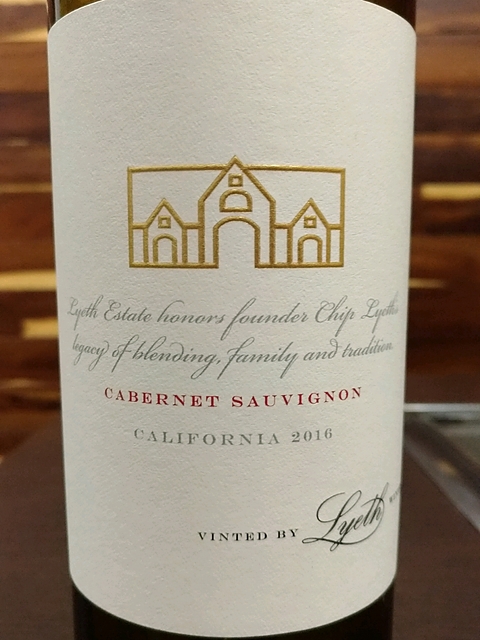 Lyeth Estate honors founder Chip Lyeth's
legacy of blending, family and tradition.
CABERNET SAUVIGNON
CALIFORNIA 2016
VINTED BY Lyeth